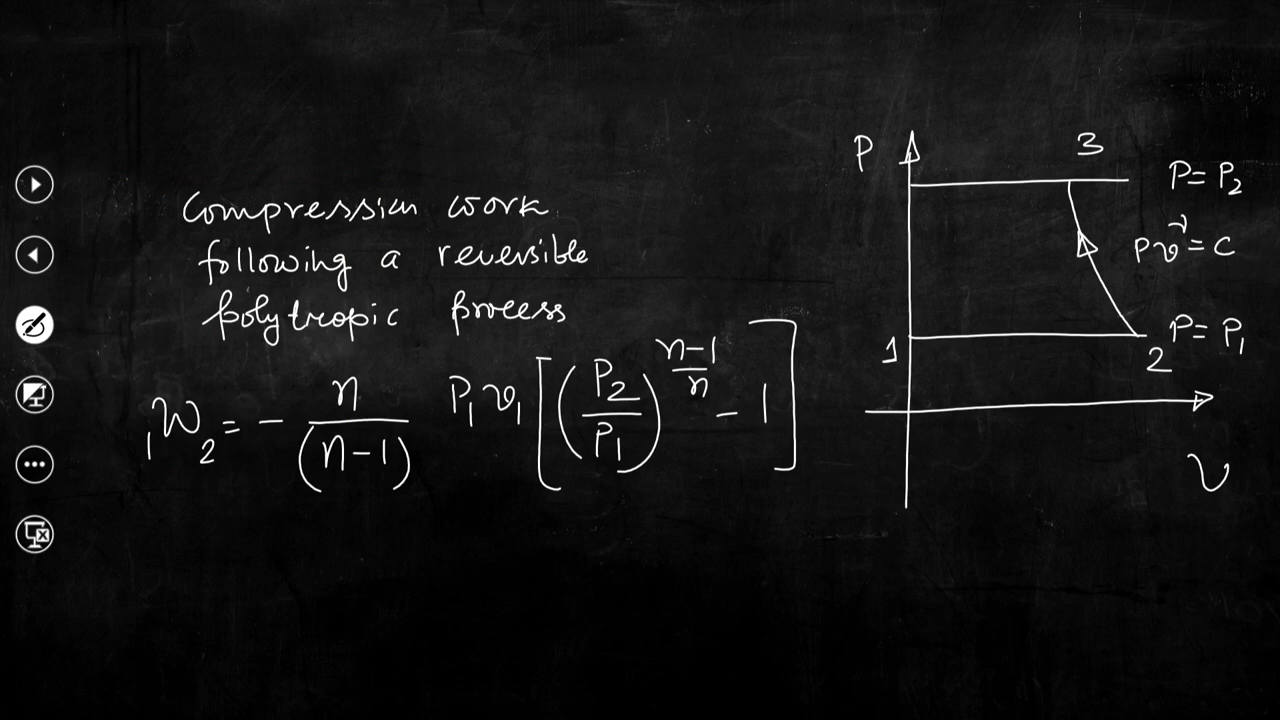 Compression work
following a reversible
polytropic process
₁W₂ = - n/(n-1) P₁v₁ [(P₂/P₁)^((n-1)/n) - 1]
P
3
P = P₂
Pvⁿ = C
1
2
P = P₁
v